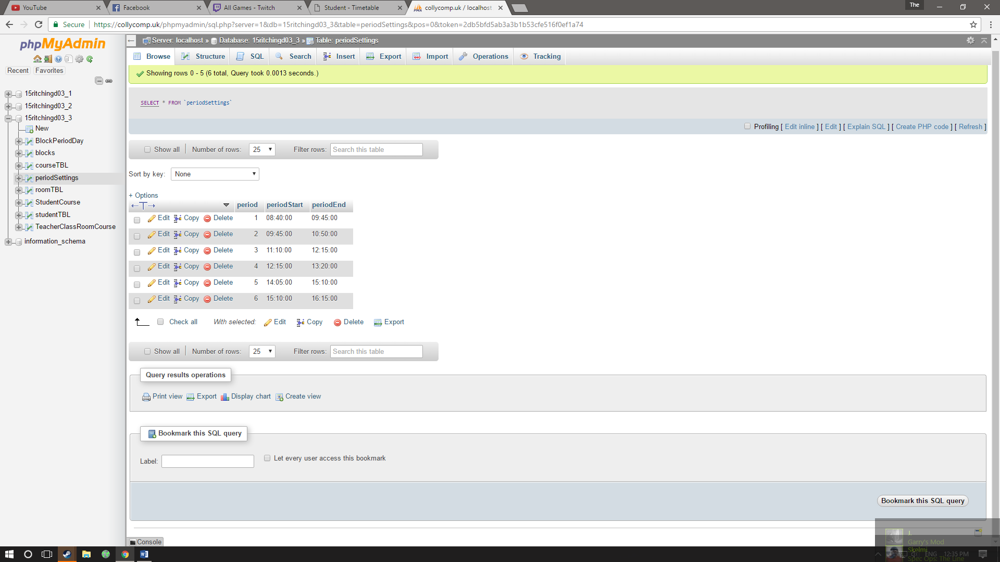 YouTube
Facebook
All Games - Twitch
Student - Timetable
collycomp.uk / localhost
The
Secure
https://collycomp.uk/phpmyadmin/sql.php?server=1&db=15ritchingd03_3&table=periodSettings&pos=0&token=2db5bfd5ab3a3b1b53cfe516f0ef1a74
phpMyAdmin
Recent Favorites
15ritchingd03_1
15ritchingd03_2
15ritchingd03_3
New
BlockPeriodDay
blocks
courseTBL
periodSettings
roomTBL
StudentCourse
studentTBL
TeacherClassRoomCourse
information_schema
Server: localhost » Database: 15ritchingd03_3 » Table: periodSettings
Browse Structure SQL Search Insert Export Import Operations Tracking
Showing rows 0 - 5 (6 total, Query took 0.0013 seconds.)
SELECT * FROM `periodSettings`
Profiling [ Edit inline ] [ Edit ] [ Explain SQL ] [ Create PHP code ] [ Refresh ]
Show all Number of rows: 25 Filter rows: Search this table
Sort by key: None
+ Options
period periodStart periodEnd
Edit Copy Delete 1 08:40:00 09:45:00
Edit Copy Delete 2 09:45:00 10:50:00
Edit Copy Delete 3 11:10:00 12:15:00
Edit Copy Delete 4 12:15:00 13:20:00
Edit Copy Delete 5 14:05:00 15:10:00
Edit Copy Delete 6 15:10:00 16:15:00
Check all With selected: Edit Copy Delete Export
Show all Number of rows: 25 Filter rows: Search this table
Query results operations
Print view Export Display chart Create view
Bookmark this SQL query
Label:
Let every user access this bookmark
Bookmark this SQL query
Console
J.
Garry's Mod
Skelmi
Spec Ops: The Line
ENG 12:35 PM